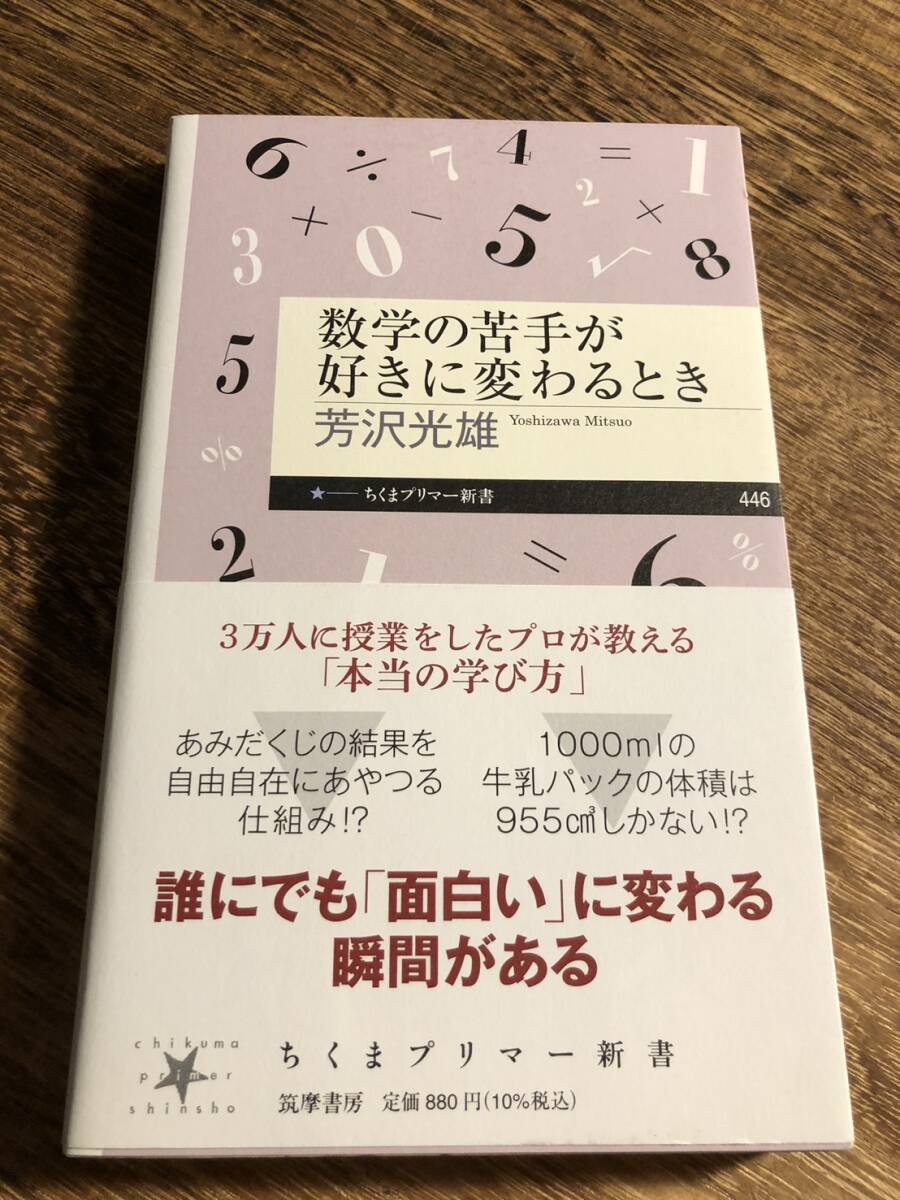 6 ÷ 7 4 = 1
3 + 0 − 5 2 × √ 8
数学の苦手が
好きに変わるとき
芳沢光雄 Yoshizawa Mitsuo
5
%
★── ちくまプリマー新書 446
2 1 = 6 %
3万人に授業をしたプロが教える
「本当の学び方」
あみだくじの結果を
自由自在にあやつる
仕組み!?
1000mlの
牛乳パックの体積は
955c㎥しかない!?
誰にでも「面白い」に変わる
瞬間がある
chikuma
primer
shinsho
ちくまプリマー新書
筑摩書房 定価880円(10%税込)